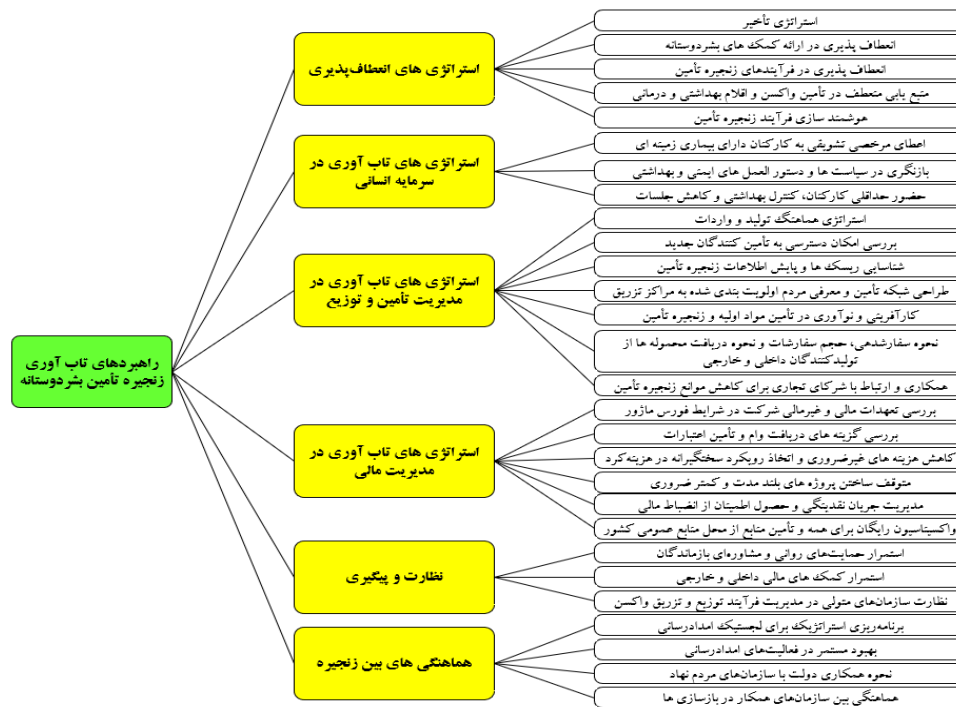 راهبردهای تاب آوری
زنجیره تأمین بشردوستانه
استراتژی های انعطاف‌پذیری
استراتژی تأخیر
انعطاف پذیری در ارائه کمک های بشردوستانه
انعطاف پذیری در فرآیندهای زنجیره تأمین
منبع یابی منعطف در تأمین واکسن و اقلام بهداشتی و درمانی
هوشمند سازی فرآیند زنجیره تأمین
استراتژی های تاب آوری در
سرمایه انسانی
اعطای مرخصی تشویقی به کارکنان دارای بیماری زمینه ای
بازنگری در سیاست ها و دستور العمل های ایمنی و بهداشتی
حضور حداقلی کارکنان، کنترل بهداشتی و کاهش جلسات
استراتژی های تاب آوری در
مدیریت تأمین و توزیع
استراتژی هماهنگ تولید و واردات
بررسی امکان دسترسی به تأمین کنندگان جدید
شناسایی ریسک ها و پایش اطلاعات زنجیره تأمین
طراحی شبکه تأمین و معرفی مردم اولویت بندی شده به مراکز تزریق
کارآفرینی و نوآوری در تأمین مواد اولیه و زنجیره تأمین
نحوه سفارشدهی، حجم سفارشات و نحوه دریافت محموله ها از
تولیدکنندگان داخلی و خارجی
همکاری و ارتباط با شرکای تجاری برای کاهش موانع زنجیره تأمین
استراتژی های تاب آوری در
مدیریت مالی
بررسی تعهدات مالی و غیرمالی شرکت در شرایط فورس ماژور
بررسی گزینه های دریافت وام و تأمین اعتبارات
کاهش هزینه های غیرضروری و اتخاذ رویکرد سختگیرانه در هزینه‌کرد
متوقف ساختن پروژه های بلند مدت و کمتر ضروری
مدیریت جریان نقدینگی و حصول اطمینان از انضباط مالی
واکسیناسیون رایگان برای همه و تأمین منابع از محل منابع عمومی کشور
نظارت و پیگیری
استمرار حمایت‌های روانی و مشاوره‌ای بازماندگان
استمرار کمک های مالی داخلی و خارجی
نظارت سازمان‌های متولی در مدیریت فرآیند توزیع و تزریق واکسن
هماهنگی های بین زنجیره
برنامه‌ریزی استراتژیک برای لجستیک امدادرسانی
بهبود مستمر در فعالیت‌های امدادرسانی
نحوه همکاری دولت با سازمان‌های مردم نهاد
هماهنگی بین سازمان‌های همکار در بازسازی ها